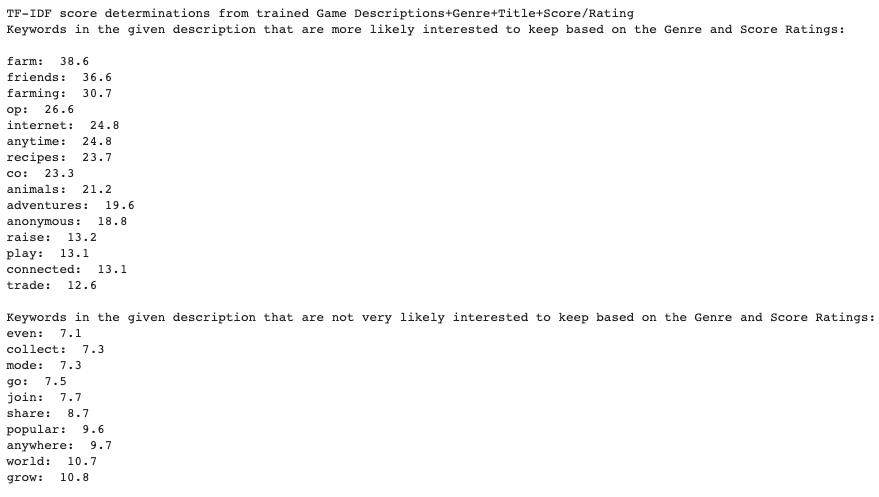 TF-IDF score determinations from trained Game Descriptions+Genre+Title+Score/Rating
Keywords in the given description that are more likely interested to keep based on the Genre and Score Ratings:
farm:  38.6
friends:  36.6
farming:  30.7
op:  26.6
internet:  24.8
anytime:  24.8
recipes:  23.7
co:  23.3
animals:  21.2
adventures:  19.6
anonymous:  18.8
raise:  13.2
play:  13.1
connected:  13.1
trade:  12.6
Keywords in the given description that are not very likely interested to keep based on the Genre and Score Ratings:
even:  7.1
collect:  7.3
mode:  7.3
go:  7.5
join:  7.7
share:  8.7
popular:  9.6
anywhere:  9.7
world:  10.7
grow:  10.8